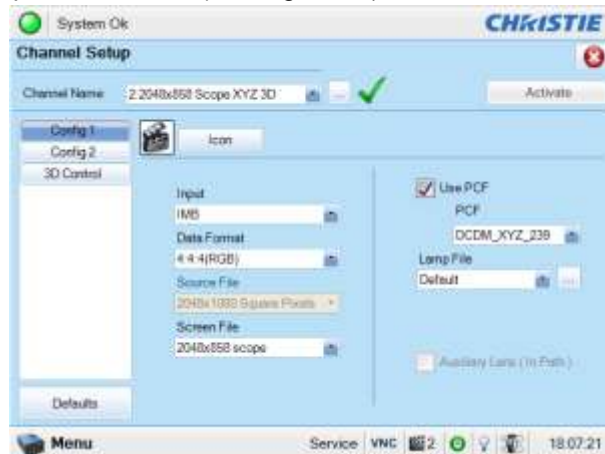 System Ok
CHRISTIE
Channel Setup
Channel Name 2.2048x858 Scope XYZ 3D ... Activate
Config 1
Icon
Config 2
3D Control
Use PCF
Input
PCF
IMB
DCDM_XYZ_239
Data Format
Lamp File
4:4:4(RGB)
Default ...
Source File
2048x1080 Square Pixels
Screen File
2048x858 scope
Auxiliary Lens (In Path)
Defaults
Menu Service VNC 2 18:07:21